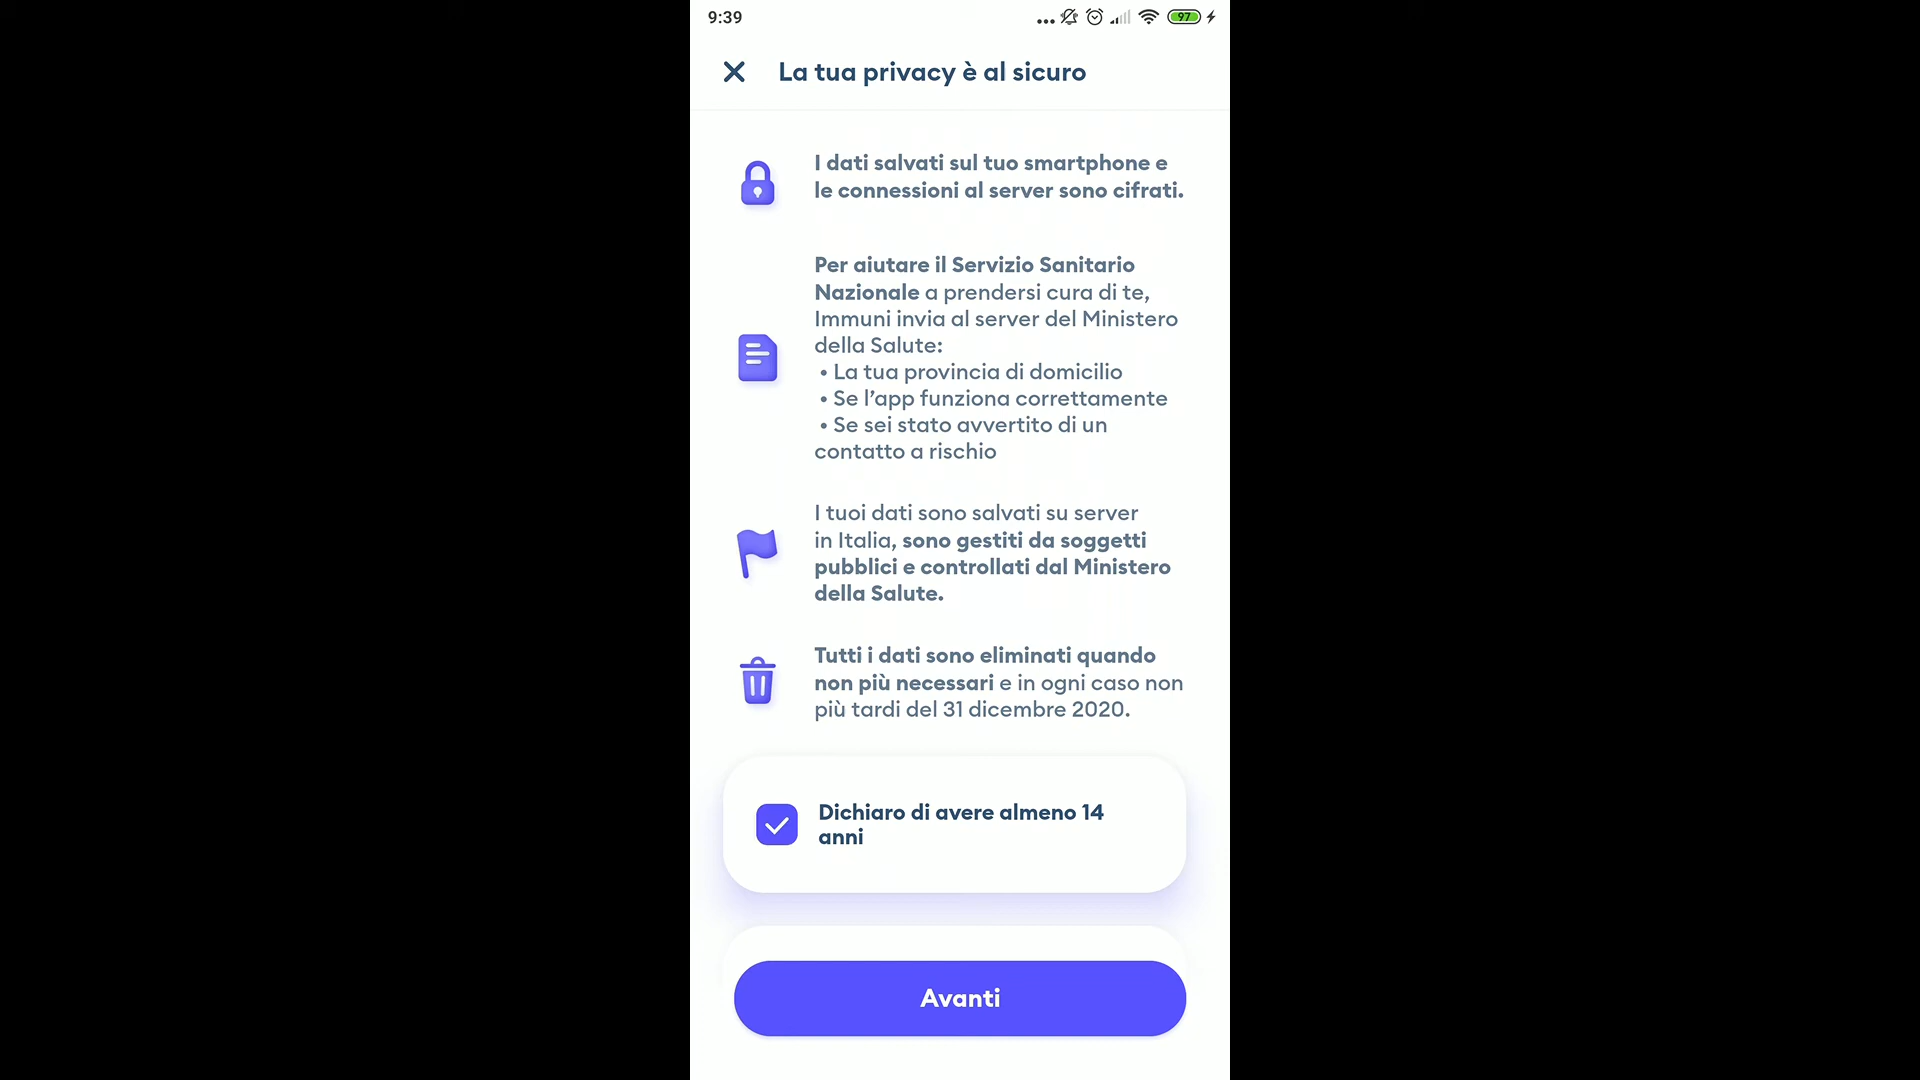 9:39
97
La tua privacy è al sicuro
I dati salvati sul tuo smartphone e
le connessioni al server sono cifrati.
Per aiutare il Servizio Sanitario
Nazionale a prendersi cura di te,
Immuni invia al server del Ministero
della Salute:
• La tua provincia di domicilio
• Se l’app funziona correttamente
• Se sei stato avvertito di un
contatto a rischio
I tuoi dati sono salvati su server
in Italia, sono gestiti da soggetti
pubblici e controllati dal Ministero
della Salute.
Tutti i dati sono eliminati quando
non più necessari e in ogni caso non
più tardi del 31 dicembre 2020.
Dichiaro di avere almeno 14
anni
Avanti